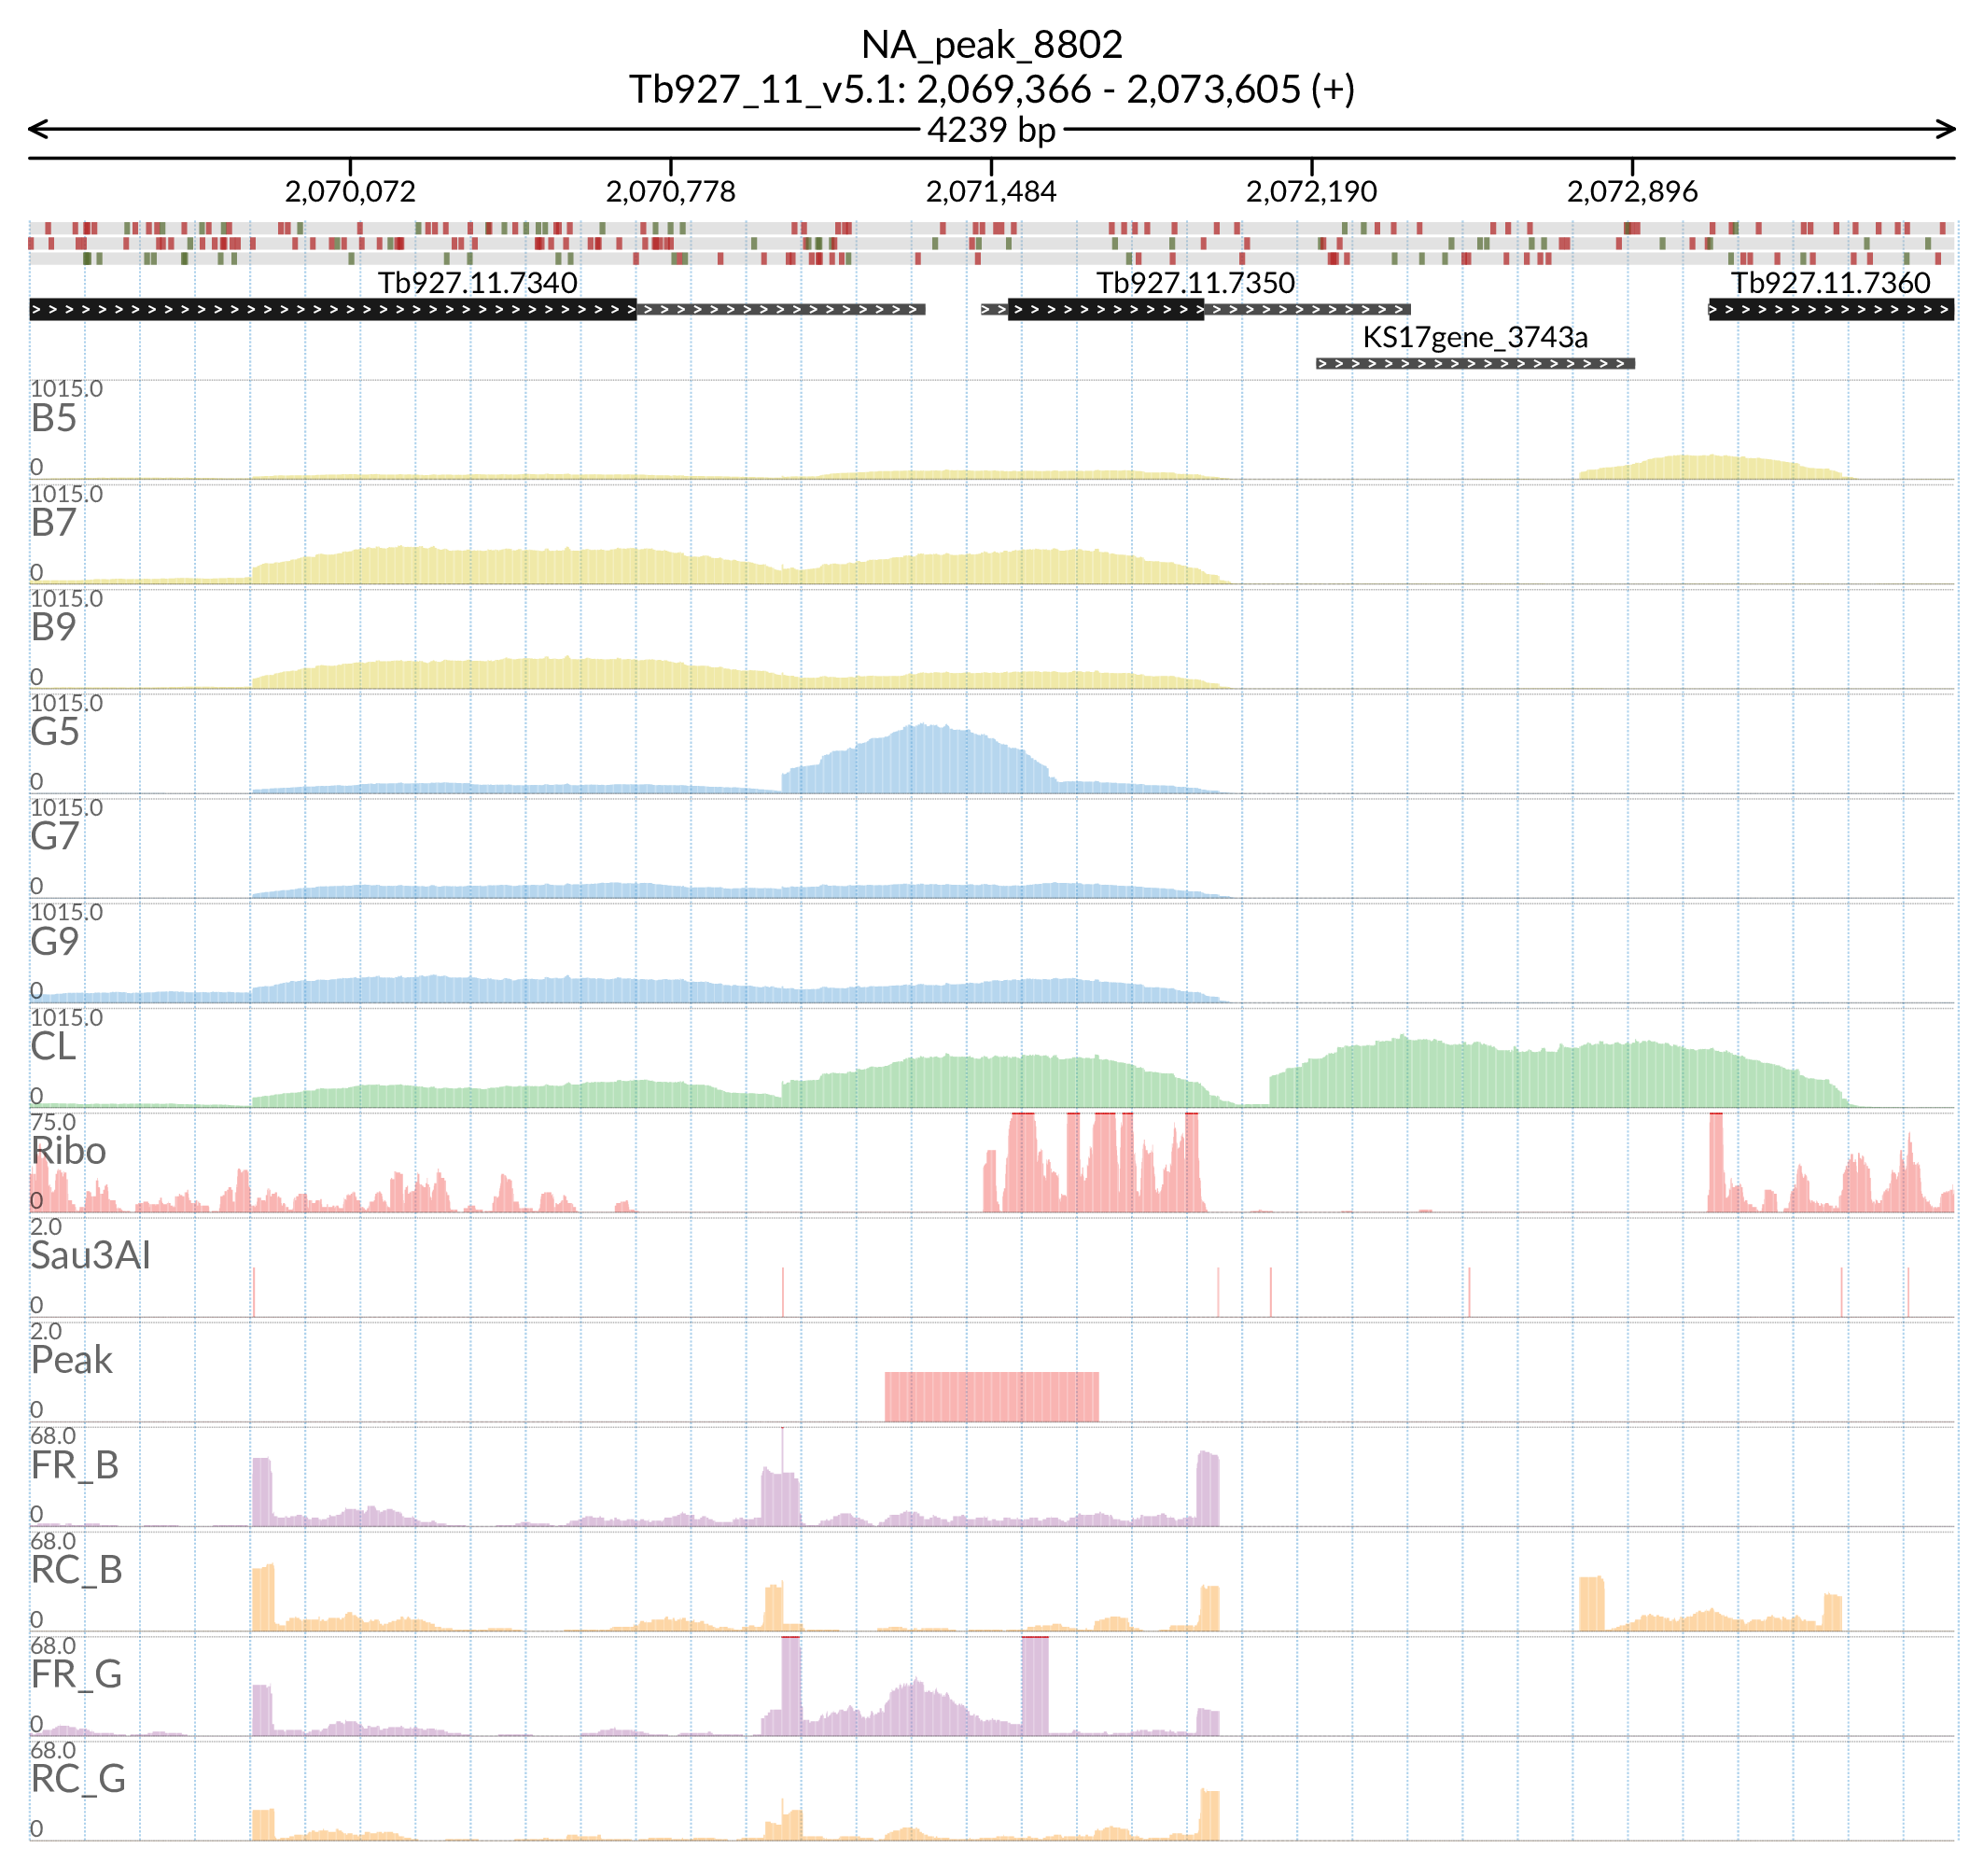 NA_peak_8802
Tb927_11_v5.1: 2,069,366 - 2,073,605 (+)
4239 bp
2,070,072 2,070,778 2,071,484 2,072,190 2,072,896
Tb927.11.7340 Tb927.11.7350 Tb927.11.7360
KS17gene_3743a
1015.0
B5
0
1015.0
B7
0
1015.0
B9
0
1015.0
G5
0
1015.0
G7
0
1015.0
G9
0
1015.0
CL
0
75.0
Ribo
0
2.0
Sau3AI
0
2.0
Peak
0
68.0
FR_B
0
68.0
RC_B
0
68.0
FR_G
0
68.0
RC_G
0